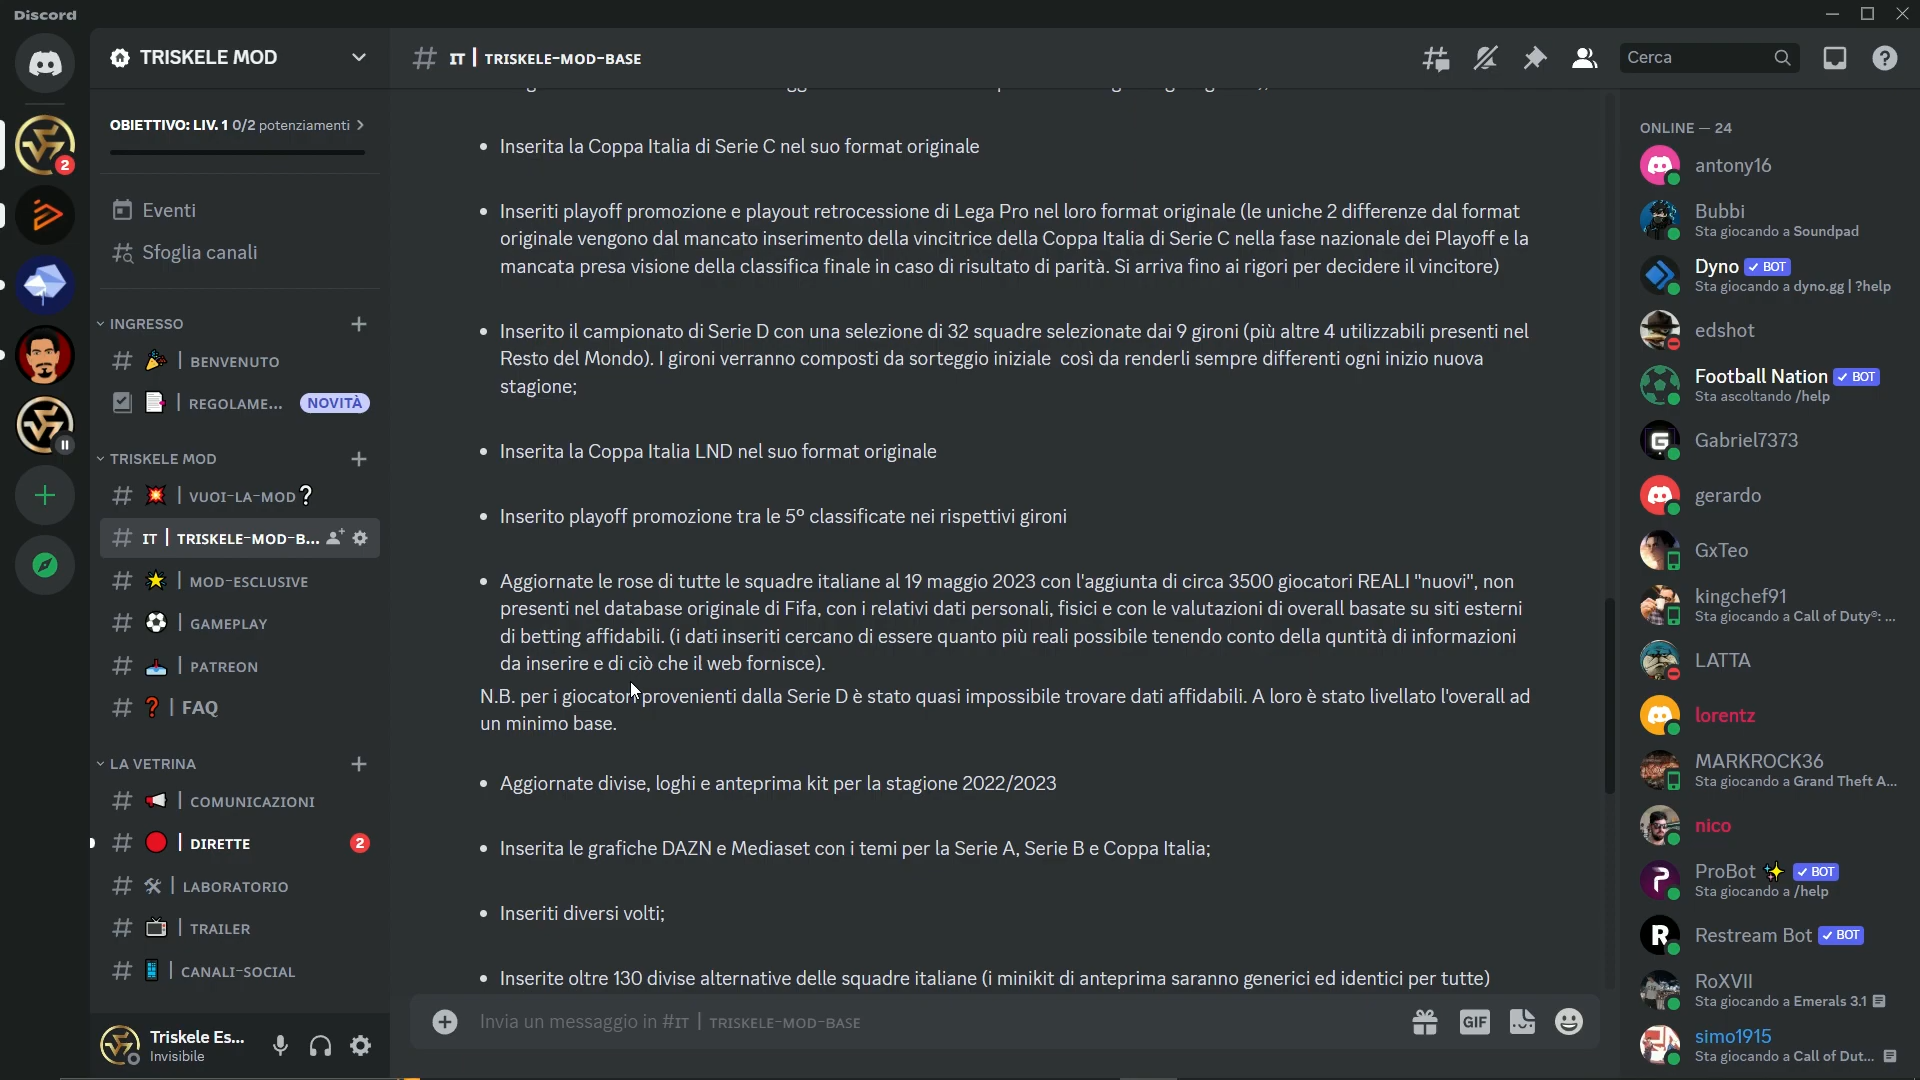 Discord
TRISKELE MOD
OBIETTIVO: LIV. 1 0/2 potenziamenti
Eventi
Sfoglia canali
INGRESSO
BENVENUTO
REGOLAME... NOVITÀ
TRISKELE MOD
VUOI-LA-MOD?
IT | TRISKELE-MOD-B...
MOD-ESCLUSIVE
GAMEPLAY
PATREON
FAQ
LA VETRINA
COMUNICAZIONI
DIRETTE 2
LABORATORIO
TRAILER
CANALI-SOCIAL
Triskele Es...
Invisibile
2
# IT | TRISKELE-MOD-BASE
Cerca
• Inserita la Coppa Italia di Serie C nel suo format originale
• Inseriti playoff promozione e playout retrocessione di Lega Pro nel loro format originale (le uniche 2 differenze dal format
originale vengono dal mancato inserimento della vincitrice della Coppa Italia di Serie C nella fase nazionale dei Playoff e la
mancata presa visione della classifica finale in caso di risultato di parità. Si arriva fino ai rigori per decidere il vincitore)
• Inserito il campionato di Serie D con una selezione di 32 squadre selezionate dai 9 gironi (più altre 4 utilizzabili presenti nel
Resto del Mondo). I gironi verranno composti da sorteggio iniziale così da renderli sempre differenti ogni inizio nuova
stagione;
• Inserita la Coppa Italia LND nel suo format originale
• Inserito playoff promozione tra le 5º classificate nei rispettivi gironi
• Aggiornate le rose di tutte le squadre italiane al 19 maggio 2023 con l'aggiunta di circa 3500 giocatori REALI "nuovi", non
presenti nel database originale di Fifa, con i relativi dati personali, fisici e con le valutazioni di overall basate su siti esterni
di betting affidabili. (i dati inseriti cercano di essere quanto più reali possibile tenendo conto della quntità di informazioni
da inserire e di ciò che il web fornisce).
N.B. per i giocatori provenienti dalla Serie D è stato quasi impossibile trovare dati affidabili. A loro è stato livellato l'overall ad
un minimo base.
• Aggiornate divise, loghi e anteprima kit per la stagione 2022/2023
• Inserita le grafiche DAZN e Mediaset con i temi per la Serie A, Serie B e Coppa Italia;
• Inseriti diversi volti;
• Inserite oltre 130 divise alternative delle squadre italiane (i minikit di anteprima saranno generici ed identici per tutte)
Invia un messaggio in #IT | TRISKELE-MOD-BASE
GIF
ONLINE — 24
antony16
Bubbi
Sta giocando a Soundpad
Dyno BOT
Sta giocando a dyno.gg | ?help
edshot
Football Nation BOT
Sta ascoltando /help
Gabriel7373
gerardo
GxTeo
kingchef91
Sta giocando a Call of Duty®: ...
LATTA
lorentz
MARKROCK36
Sta giocando a Grand Theft A...
nico
ProBot BOT
Sta giocando a /help
Restream Bot BOT
RoXVII
Sta giocando a Emerals 3.1
simo1915
Sta giocando a Call of Dut...